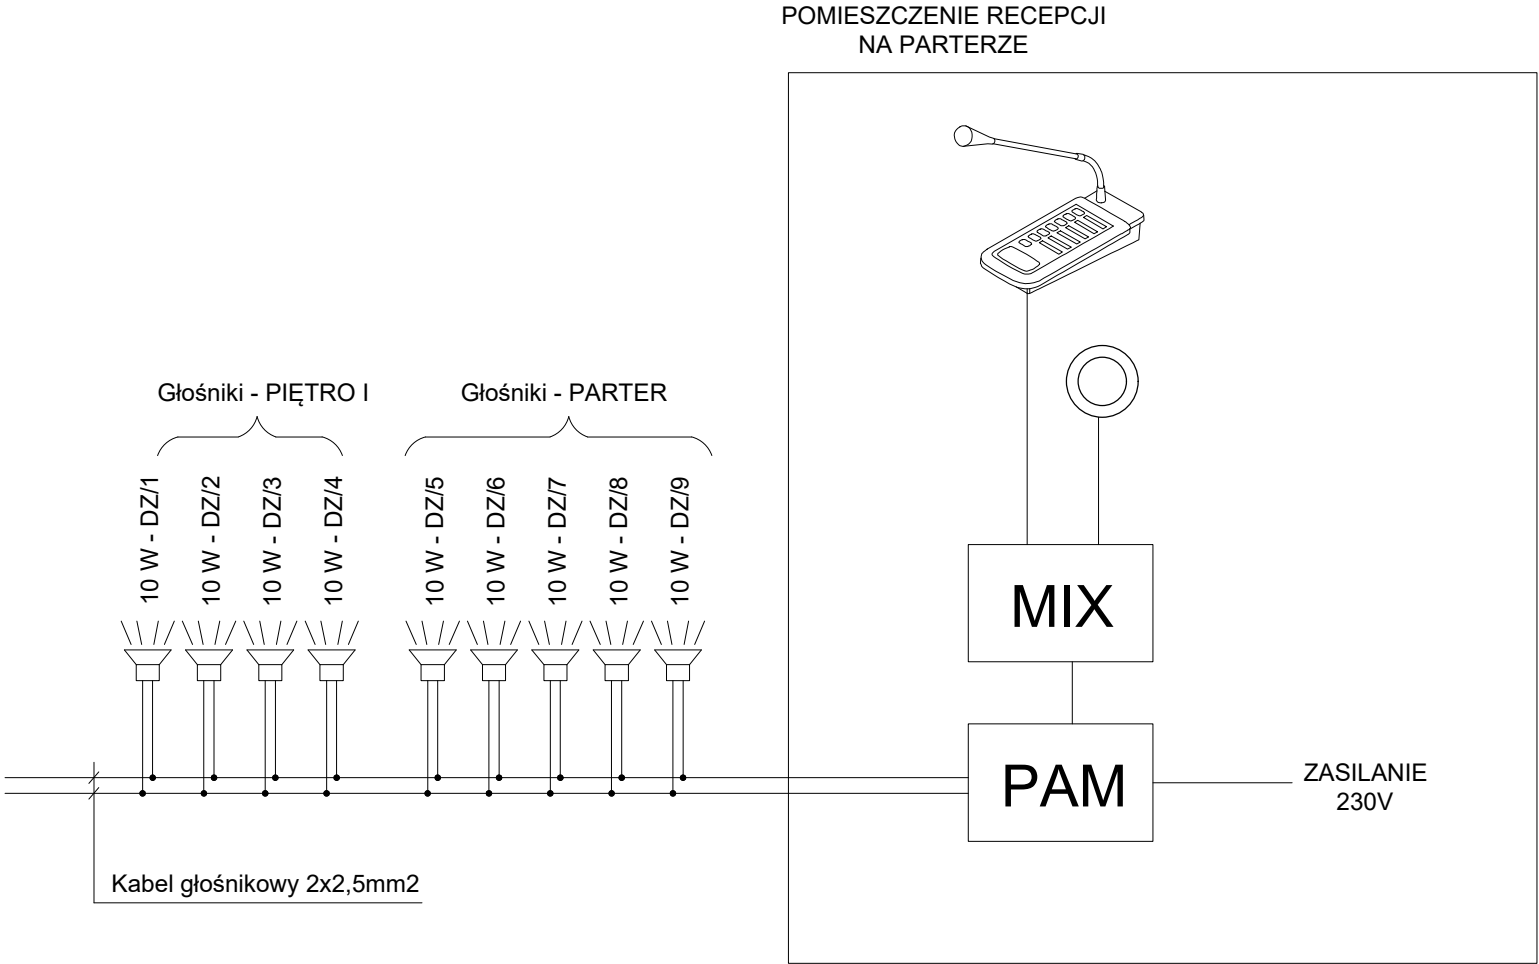 POMIESZCZENIE RECEPCJI
NA PARTERZE
Głośniki - PIĘTRO I
Głośniki - PARTER
10 W - DZ/1
10 W - DZ/2
10 W - DZ/3
10 W - DZ/4
10 W - DZ/5
10 W - DZ/6
10 W - DZ/7
10 W - DZ/8
10 W - DZ/9
MIX
PAM
ZASILANIE
230V
Kabel głośnikowy 2x2,5mm2